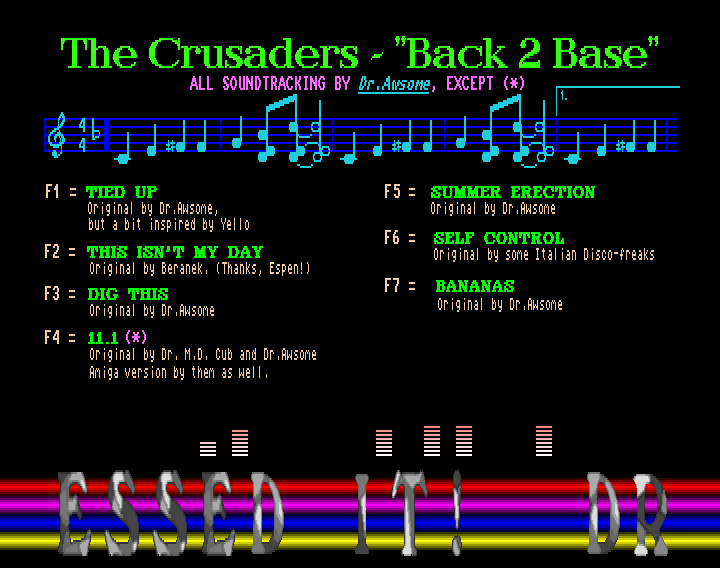 The Crusaders - "Back 2 Base"
ALL SOUNDTRACKING BY Dr.Awsome, EXCEPT (*)
1.
4
4
F1 = TIED UP
Original by Dr.Awsome,
but a bit inspired by Yello
F2 = THIS ISN'T MY DAY
Original by Beranek. (Thanks, Espen!)
F3 = DIG THIS
Original by Dr.Awsome
F4 = 11.1 (*)
Original by Dr. M.D. Cub and Dr.Awsome
Amiga version by them as well.
F5 = SUMMER ERECTION
Original by Dr.Awsome
F6 = SELF CONTROL
Original by some Italian Disco-freaks
F7 = BANANAS
Original by Dr.Awsome
ESSED IT! DR